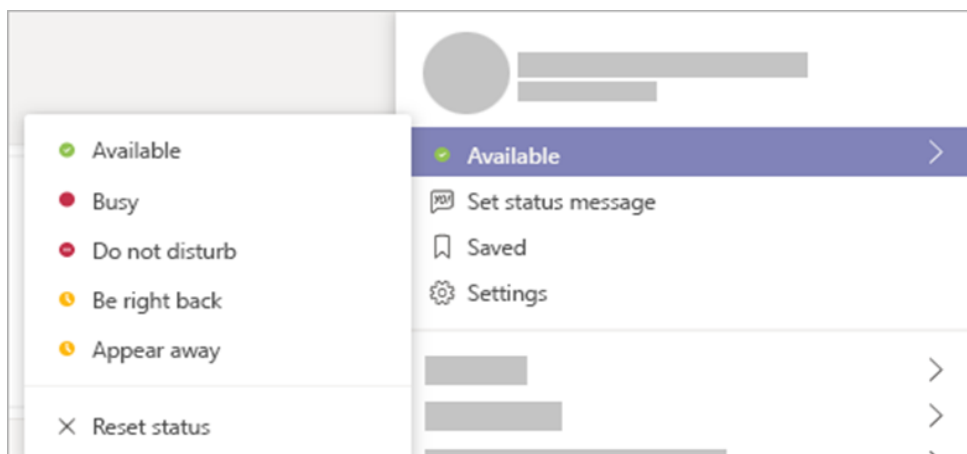 Available
Busy
Do not disturb
Be right back
Appear away
Reset status
Available
Set status message
Saved
Settings